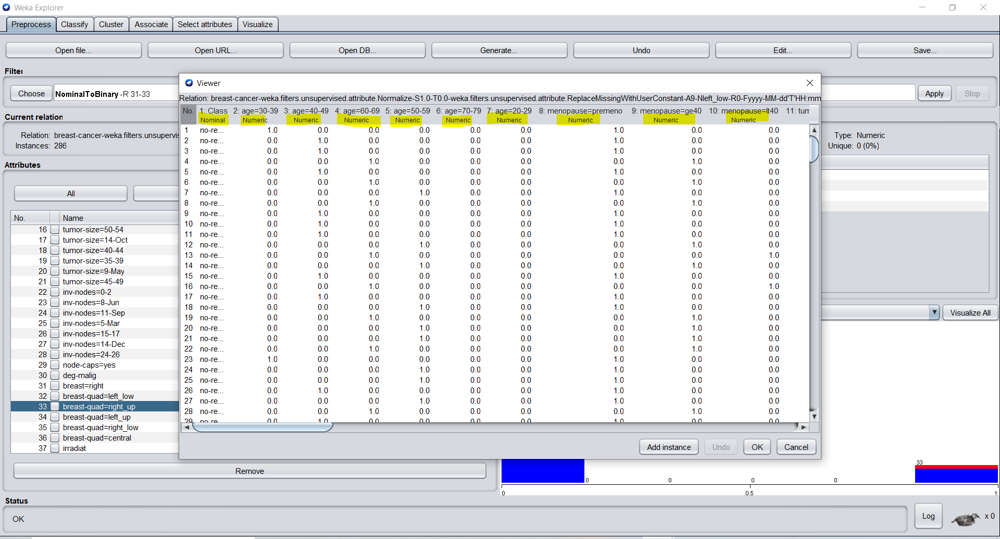 Weka Explorer
Preprocess Classify Cluster Associate Select attributes Visualize
Open file... Open URL... Open DB... Generate... Undo Edit... Save...
Filter
Choose NominalToBinary -R 31-33 Apply Stop
Current relation
Relation: breast-cancer-weka.filters.unsupervis
Instances: 286
Type: Numeric
Unique: 0 (0%)
Attributes
All
No. Name
16 tumor-size=50-54
17 tumor-size=14-Oct
18 tumor-size=40-44
19 tumor-size=35-39
20 tumor-size=9-May
21 tumor-size=45-49
22 inv-nodes=0-2
23 inv-nodes=8-Jun
24 inv-nodes=11-Sep
25 inv-nodes=5-Mar
26 inv-nodes=15-17
27 inv-nodes=14-Dec
28 inv-nodes=24-26
29 node-caps=yes
30 deg-malig
31 breast=right
32 breast-quad=left_low
33 breast-quad=right_up
34 breast-quad=left_up
35 breast-quad=right_low
36 breast-quad=central
37 irradiat
Remove
Viewer
Relation: breast-cancer-weka.filters.unsupervised.attribute.Normalize-S1.0-T0.0-weka.filters.unsupervised.attribute.ReplaceMissingWithUserConstant-A9-Nleft_low-R0-Fyyyy-MM-dd'T'HH:mm
No. 1: Class 2: age=30-39 3: age=40-49 4: age=60-69 5: age=50-59 6: age=70-79 7: age=20-29 8: menopause=premeno 9: menopause=ge40 10: menopause=lt40 11: tum
Nominal Numeric Numeric Numeric Numeric Numeric Numeric Numeric Numeric Numeric
1 no-re... 1.0 0.0 0.0 0.0 0.0 0.0 1.0 0.0 0.0
2 no-re... 0.0 1.0 0.0 0.0 0.0 0.0 1.0 0.0 0.0
3 no-re... 0.0 1.0 0.0 0.0 0.0 0.0 1.0 0.0 0.0
4 no-re... 0.0 0.0 1.0 0.0 0.0 0.0 0.0 1.0 0.0
5 no-re... 0.0 1.0 0.0 0.0 0.0 0.0 1.0 0.0 0.0
6 no-re... 0.0 0.0 1.0 0.0 0.0 0.0 0.0 1.0 0.0
7 no-re... 0.0 0.0 0.0 1.0 0.0 0.0 1.0 0.0 0.0
8 no-re... 0.0 0.0 1.0 0.0 0.0 0.0 0.0 1.0 0.0
9 no-re... 0.0 1.0 0.0 0.0 0.0 0.0 1.0 0.0 0.0
10 no-re... 0.0 1.0 0.0 0.0 0.0 0.0 1.0 0.0 0.0
11 no-re... 0.0 1.0 0.0 0.0 0.0 0.0 1.0 0.0 0.0
12 no-re... 0.0 0.0 0.0 1.0 0.0 0.0 0.0 1.0 0.0
13 no-re... 0.0 0.0 1.0 0.0 0.0 0.0 0.0 0.0 1.0
14 no-re... 0.0 0.0 0.0 1.0 0.0 0.0 0.0 1.0 0.0
15 no-re... 0.0 1.0 0.0 0.0 0.0 0.0 1.0 0.0 0.0
16 no-re... 0.0 0.0 1.0 0.0 0.0 0.0 0.0 0.0 1.0
17 no-re... 0.0 1.0 0.0 0.0 0.0 0.0 1.0 0.0 0.0
18 no-re... 0.0 0.0 0.0 1.0 0.0 0.0 1.0 0.0 0.0
19 no-re... 0.0 0.0 1.0 0.0 0.0 0.0 0.0 1.0 0.0
20 no-re... 0.0 0.0 0.0 1.0 0.0 0.0 0.0 1.0 0.0
21 no-re... 0.0 0.0 0.0 1.0 0.0 0.0 0.0 1.0 0.0
22 no-re... 0.0 0.0 1.0 0.0 0.0 0.0 0.0 1.0 0.0
23 no-re... 1.0 0.0 0.0 0.0 0.0 0.0 1.0 0.0 0.0
24 no-re... 0.0 0.0 0.0 1.0 0.0 0.0 1.0 0.0 0.0
25 no-re... 0.0 0.0 0.0 1.0 0.0 0.0 1.0 0.0 0.0
26 no-re... 0.0 1.0 0.0 0.0 0.0 0.0 1.0 0.0 0.0
27 no-re... 0.0 0.0 0.0 1.0 0.0 0.0 1.0 0.0 0.0
28 no-re... 0.0 0.0 1.0 0.0 0.0 0.0 0.0 1.0 0.0
29 no-re 0.0 1.0 0.0 0.0 0.0 0.0 1.0 0.0 0.0
Add instance Undo OK Cancel
Visualize All
33
0 0 0 0
0 0.5 1
Status
OK
Log x 0